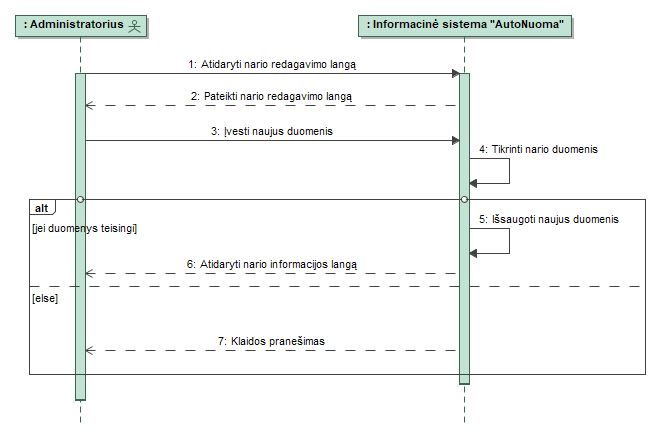 : Administratorius
: Informacinė sistema "AutoNuoma"
1: Atidaryti nario redagavimo langą
2: Pateikti nario redagavimo langą
3: Įvesti naujus duomenis
4: Tikrinti nario duomenis
alt
[jei duomenys teisingi]
5: Išsaugoti naujus duomenis
6: Atidaryti nario informacijos langą
[else]
7: Klaidos pranešimas